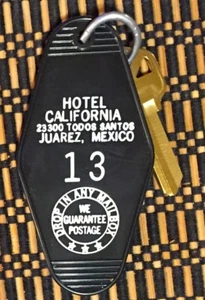 HOTEL
CALIFORNIA
23300 TODOS SANTOS
JUAREZ, MEXICO
13
DROP IN ANY MAILBOX
WE
GUARANTEE
POSTAGE